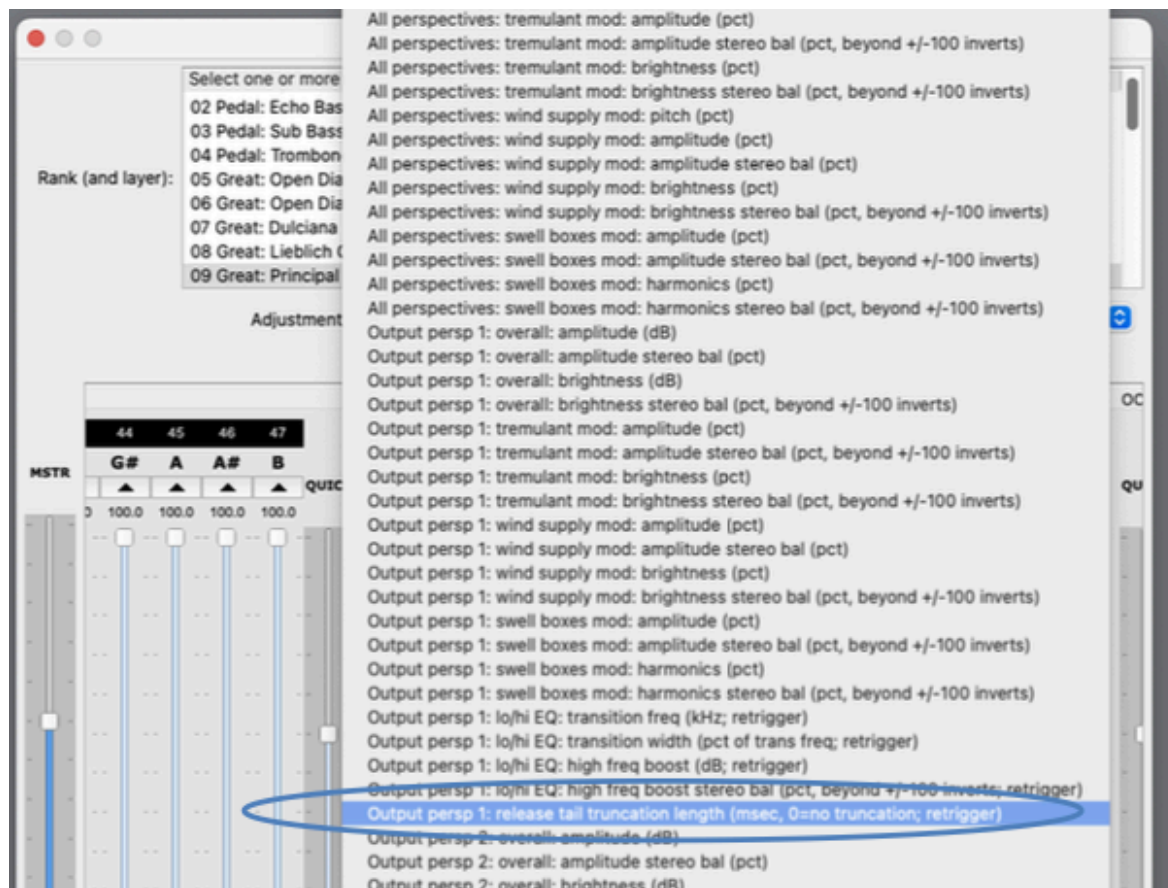 All perspectives: tremulant mod: amplitude (pct)
All perspectives: tremulant mod: amplitude stereo bal (pct, beyond +/-100 inverts)
All perspectives: tremulant mod: brightness (pct)
All perspectives: tremulant mod: brightness stereo bal (pct, beyond +/-100 inverts)
All perspectives: wind supply mod: pitch (pct)
All perspectives: wind supply mod: amplitude (pct)
All perspectives: wind supply mod: amplitude stereo bal (pct)
All perspectives: wind supply mod: brightness (pct)
All perspectives: wind supply mod: brightness stereo bal (pct, beyond +/-100 inverts)
All perspectives: swell boxes mod: amplitude (pct)
All perspectives: swell boxes mod: amplitude stereo bal (pct, beyond +/-100 inverts)
All perspectives: swell boxes mod: harmonics (pct)
All perspectives: swell boxes mod: harmonics stereo bal (pct, beyond +/-100 inverts)
Output persp 1: overall: amplitude (dB)
Output persp 1: overall: amplitude stereo bal (pct)
Output persp 1: overall: brightness (dB)
Output persp 1: overall: brightness stereo bal (pct, beyond +/-100 inverts)
Output persp 1: tremulant mod: amplitude (pct)
Output persp 1: tremulant mod: amplitude stereo bal (pct, beyond +/-100 inverts)
Output persp 1: tremulant mod: brightness (pct)
Output persp 1: tremulant mod: brightness stereo bal (pct, beyond +/-100 inverts)
Output persp 1: wind supply mod: amplitude (pct)
Output persp 1: wind supply mod: amplitude stereo bal (pct)
Output persp 1: wind supply mod: brightness (pct)
Output persp 1: wind supply mod: brightness stereo bal (pct, beyond +/-100 inverts)
Output persp 1: swell boxes mod: amplitude (pct)
Output persp 1: swell boxes mod: amplitude stereo bal (pct, beyond +/-100 inverts)
Output persp 1: swell boxes mod: harmonics (pct)
Output persp 1: swell boxes mod: harmonics stereo bal (pct, beyond +/-100 inverts)
Output persp 1: lo/hi EQ: transition freq (kHz; retrigger)
Output persp 1: lo/hi EQ: transition width (pct of trans freq; retrigger)
Output persp 1: lo/hi EQ: high freq boost (dB; retrigger)
Output persp 1: lo/hi EQ: high freq boost stereo bal (pct, beyond +/-100 inverts; retrigger)
Output persp 1: release tail truncation length (msec, 0=no truncation; retrigger)
Output persp 2: overall: amplitude (dB)
Output persp 2: overall: amplitude stereo bal (pct)
Output persp 2: overall: brightness (dB)
Select one or more
02 Pedal: Echo Bas
03 Pedal: Sub Bass
04 Pedal: Trombon
Rank (and layer):
05 Great: Open Dia
06 Great: Open Dia
07 Great: Dulciana
08 Great: Lieblich
09 Great: Principal
Adjustment
OC
44 45 46 47
MSTR
G# A A# B
QUIC
QU
100.0 100.0 100.0 100.0